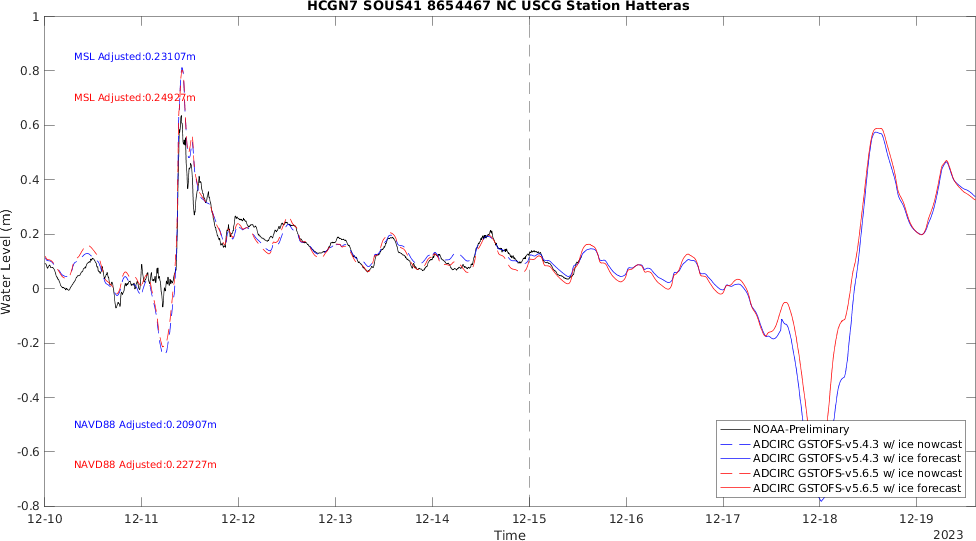 HCGN7 SOUS41 8654467 NC USCG Station Hatteras
1
0.8
0.6
0.4
0.2
0
-0.2
-0.4
-0.6
-0.8
Water Level (m)
MSL Adjusted:0.23107m
MSL Adjusted:0.24927m
NAVD88 Adjusted:0.20907m
NAVD88 Adjusted:0.22727m
NOAA-Preliminary
ADCIRC GSTOFS-v5.4.3 w/ ice nowcast
ADCIRC GSTOFS-v5.4.3 w/ ice forecast
ADCIRC GSTOFS-v5.6.5 w/ ice nowcast
ADCIRC GSTOFS-v5.6.5 w/ ice forecast
12-10 12-11 12-12 12-13 12-14 12-15 12-16 12-17 12-18 12-19
Time
2023